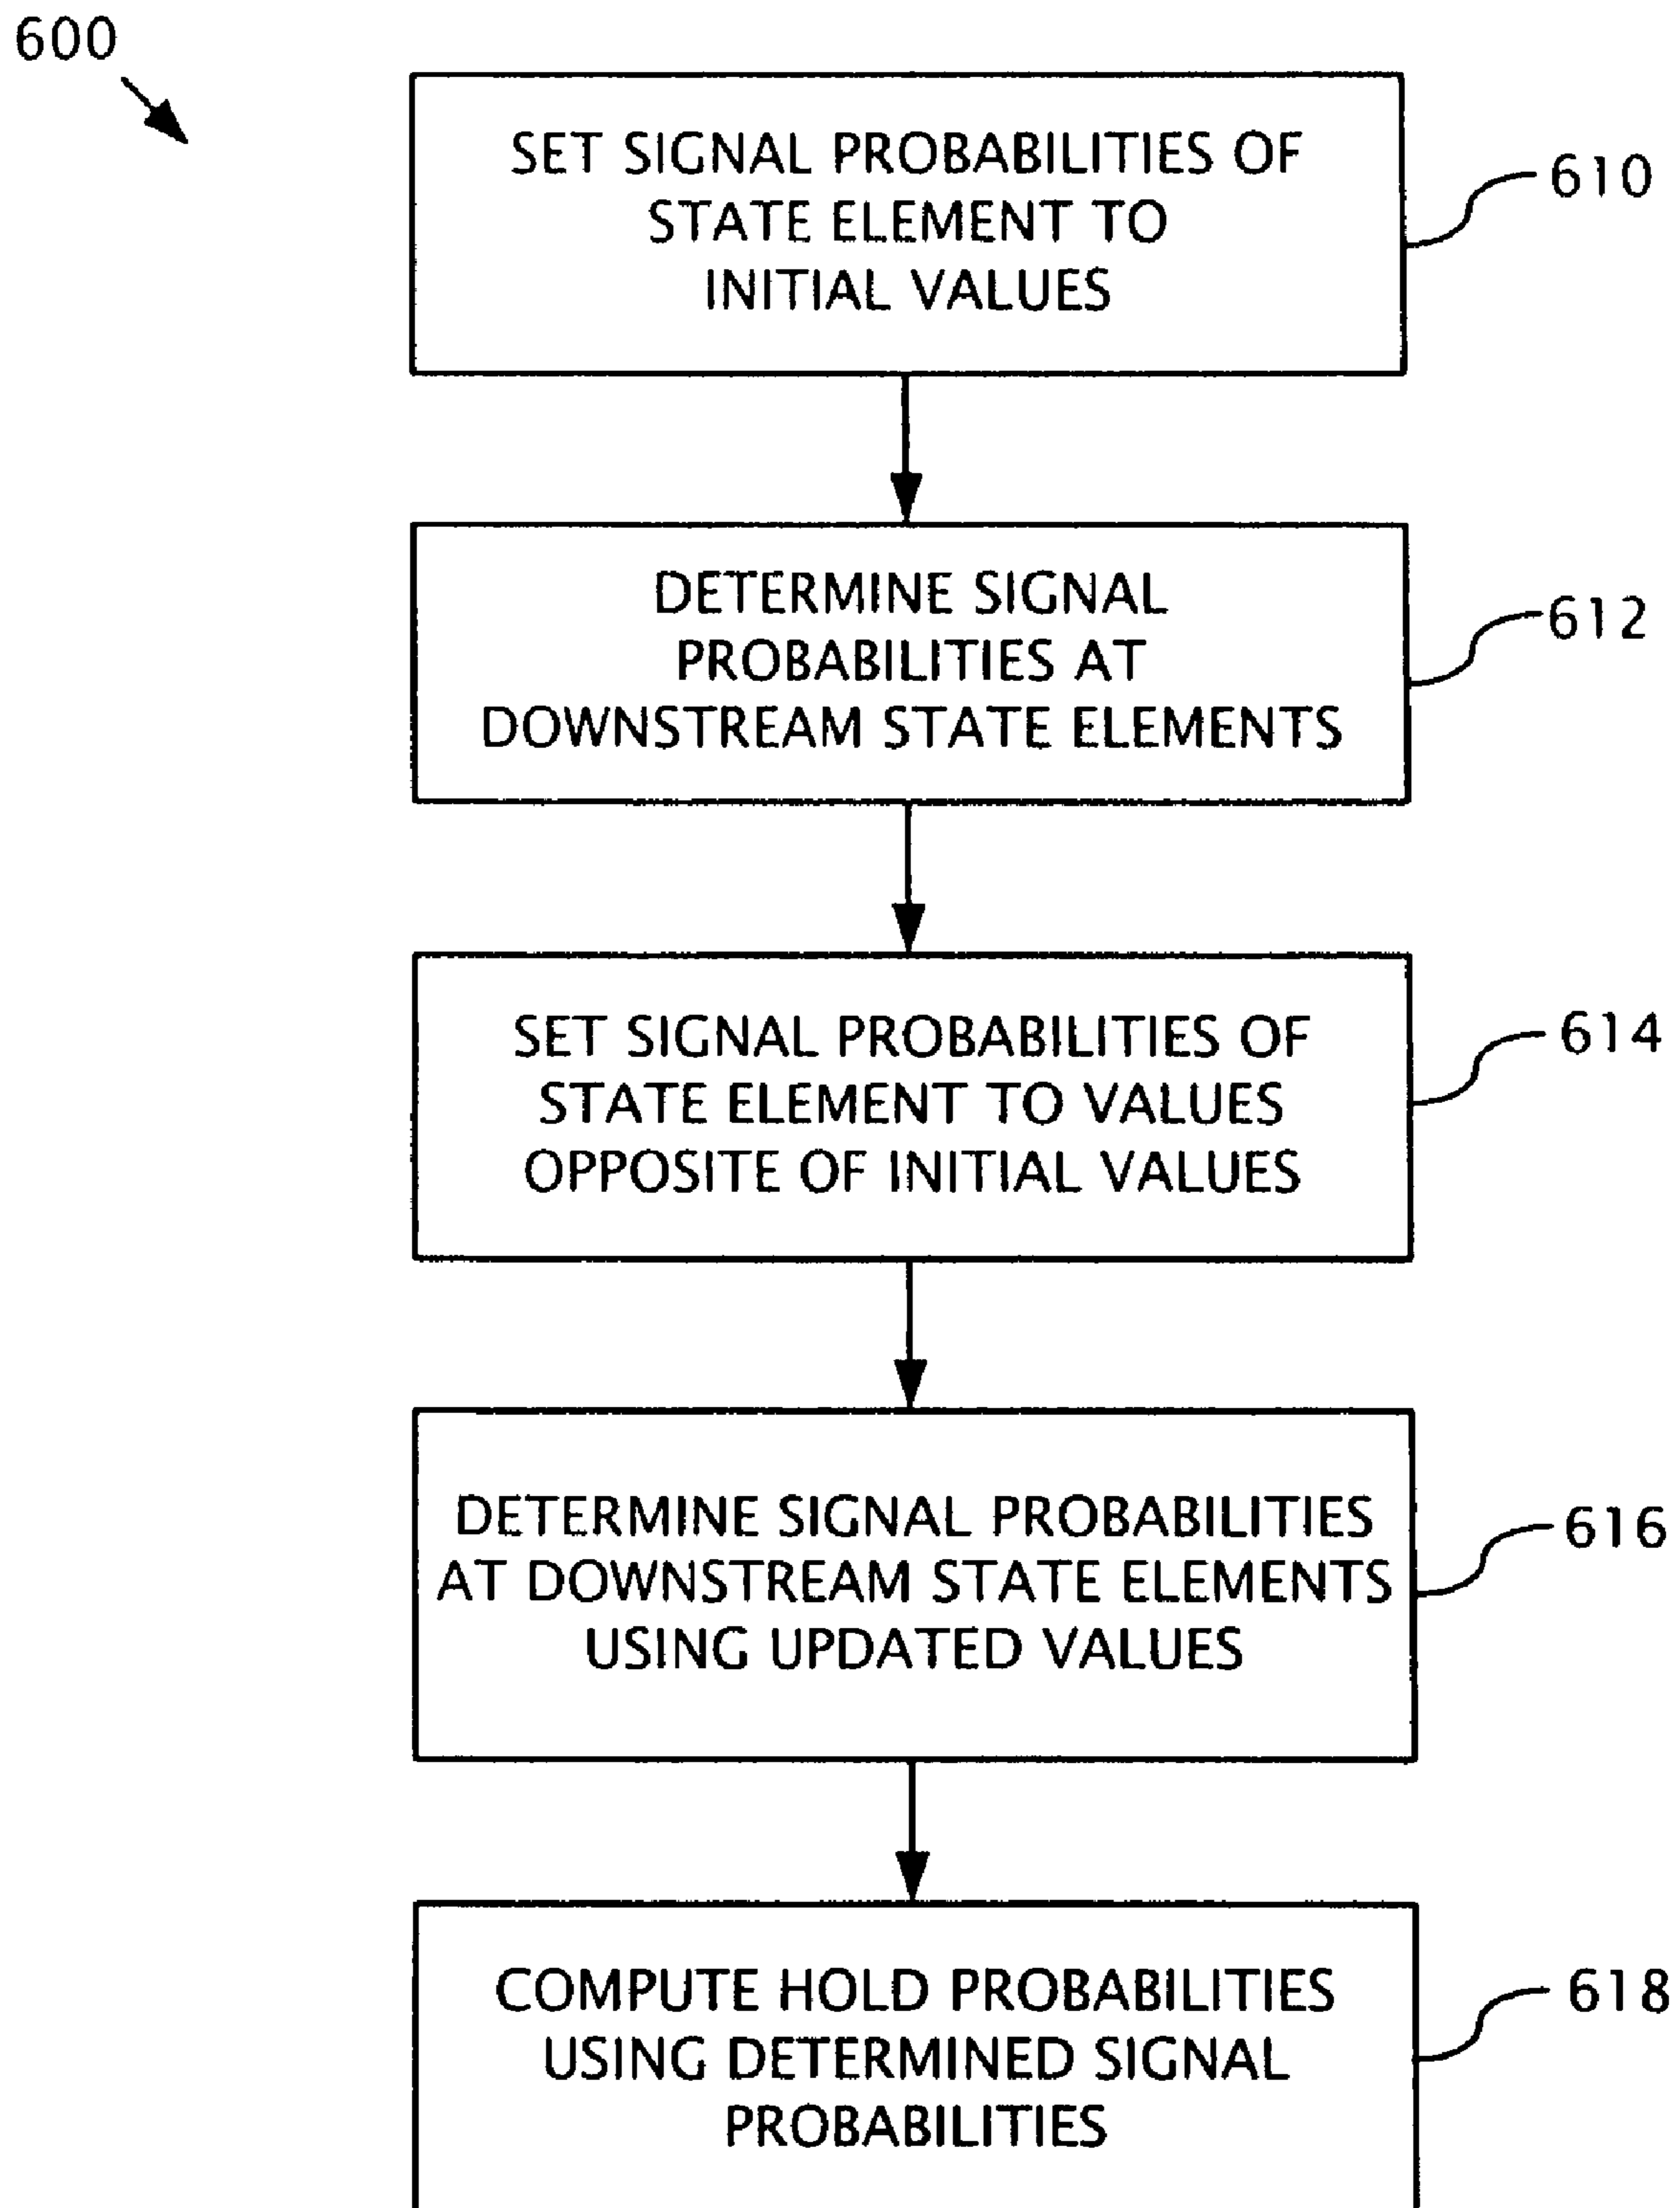 600
SET SIGNAL PROBABILITIES OF
STATE ELEMENT TO
INITIAL VALUES
610
DETERMINE SIGNAL
PROBABILITIES AT
DOWNSTREAM STATE ELEMENTS
612
SET SIGNAL PROBABILITIES OF
STATE ELEMENT TO VALUES
OPPOSITE OF INITIAL VALUES
614
DETERMINE SIGNAL PROBABILITIES
AT DOWNSTREAM STATE ELEMENTS
USING UPDATED VALUES
616
COMPUTE HOLD PROBABILITIES
USING DETERMINED SIGNAL
PROBABILITIES
618